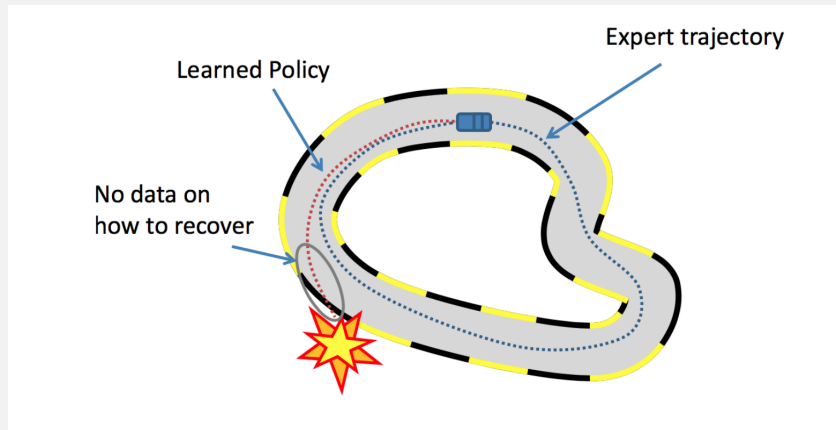 Expert trajectory
Learned Policy
No data on
how to recover